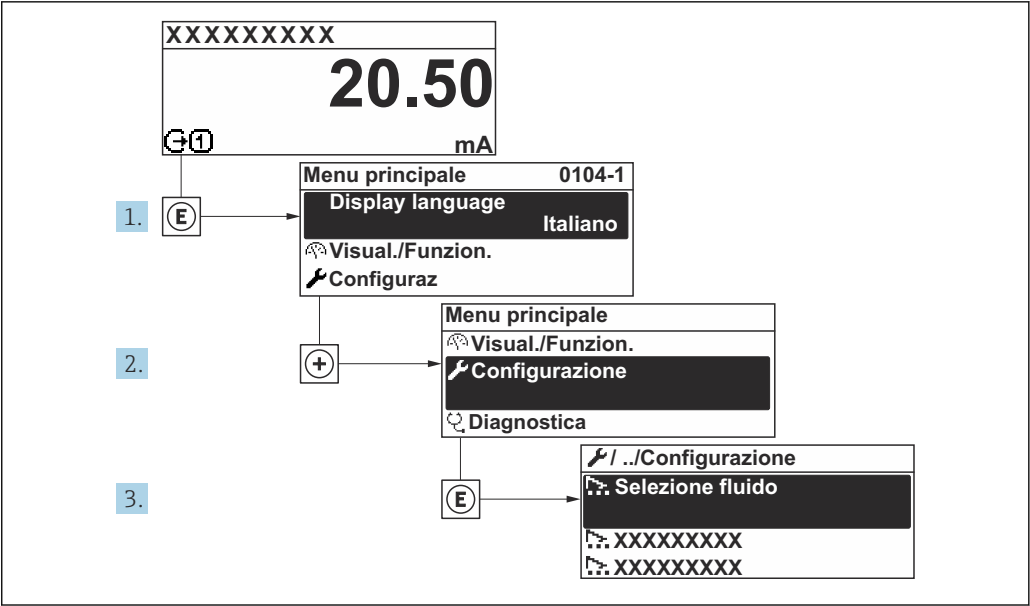 XXXXXXXXX
20.50
1
mA
Menu principale 0104-1
Display language
Italiano
1. E
Visual./Funzion.
Configuraz
Menu principale
Visual./Funzion.
2. +
Configurazione
Diagnostica
/ ../Configurazione
Selezione fluido
3. E
XXXXXXXXX
XXXXXXXXX